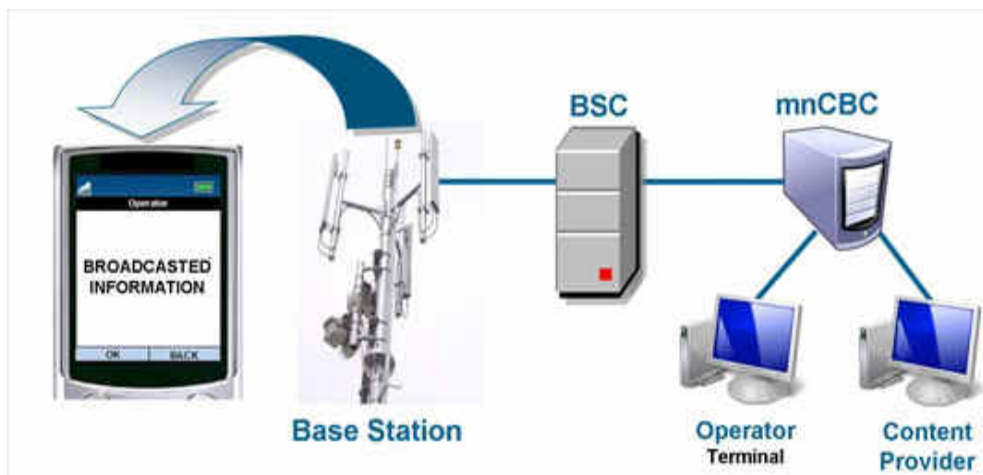 Operator
BROADCASTED
INFORMATION
OK BACK
Base Station
BSC
mnCBC
Operator
Terminal
Content
Provider